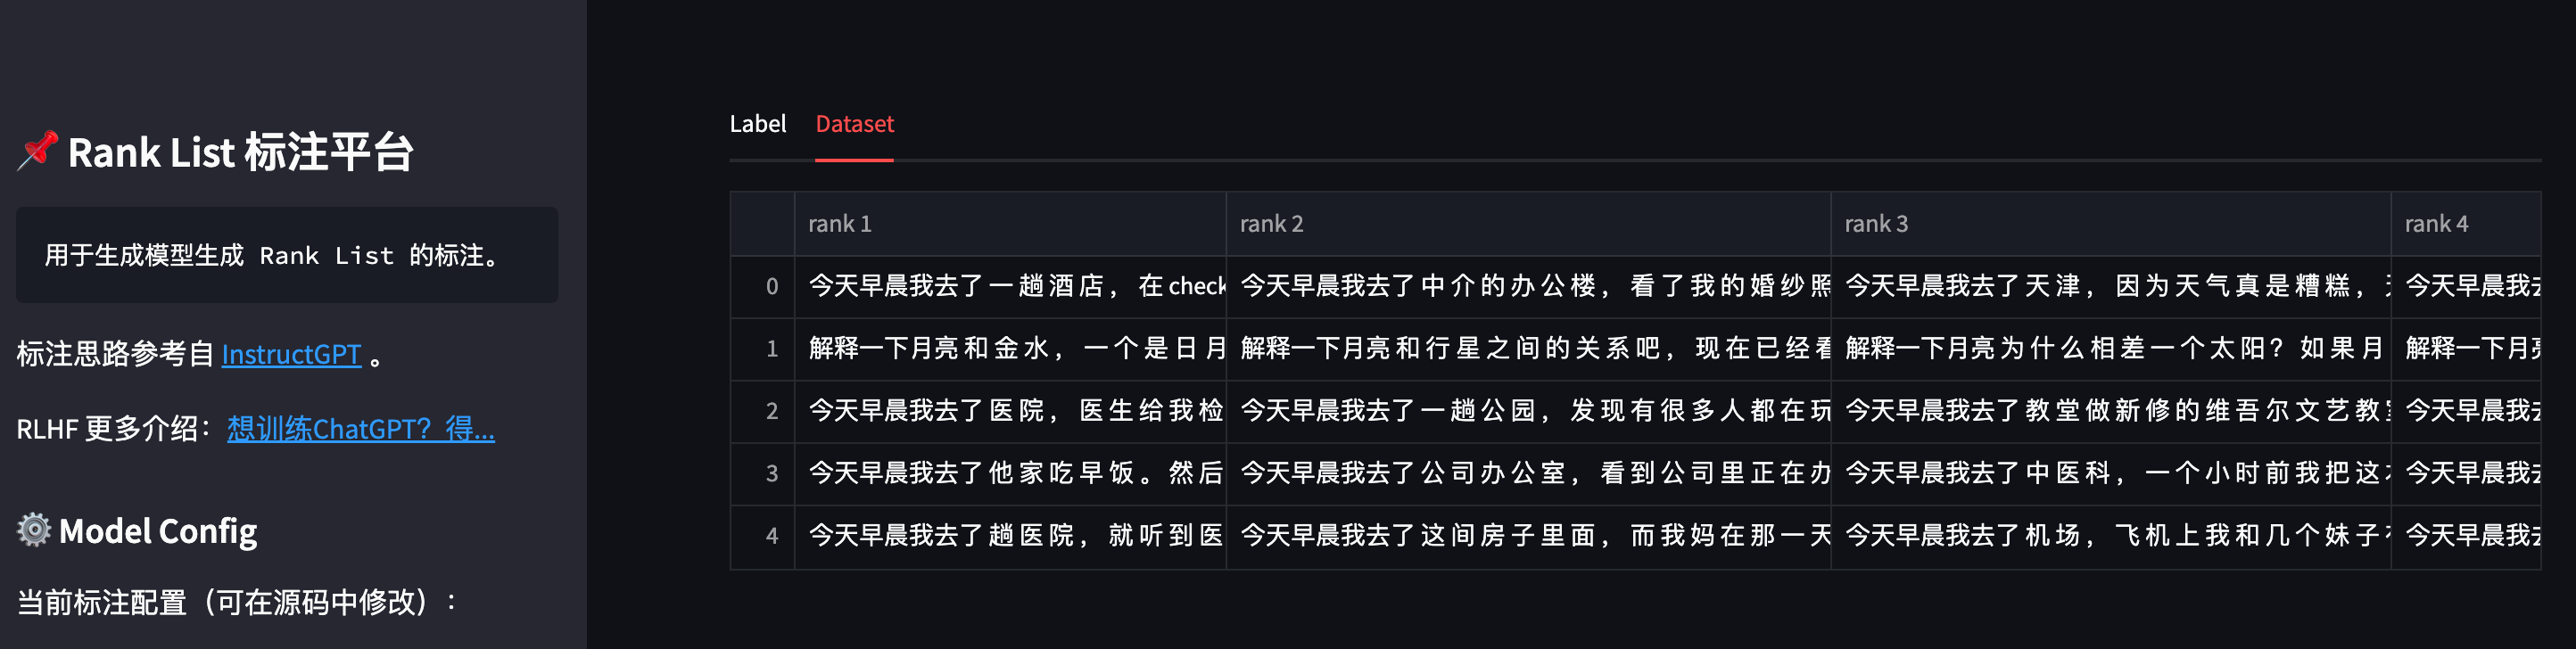 📌 Rank List 标注平台
用于生成模型生成 Rank List 的标注。
标注思路参考自 InstructGPT 。
RLHF 更多介绍：想训练ChatGPT？得...
⚙️ Model Config
当前标注配置（可在源码中修改）：
Label Dataset
rank 1 rank 2 rank 3 rank 4
0 今天早晨我去了一趟酒店，在check 今天早晨我去了中介的办公楼，看了我的婚纱照 今天早晨我去了天津，因为天气真是糟糕， 今天早晨我
1 解释一下月亮和金水，一个是日月 解释一下月亮和行星之间的关系吧，现在已经看 解释一下月亮为什么相差一个太阳？如果月 解释一下月
2 今天早晨我去了医院，医生给我检 今天早晨我去了一趟公园，发现有很多人都在玩 今天早晨我去了教堂做新修的维吾尔文艺教 今天早晨我
3 今天早晨我去了他家吃早饭。然后 今天早晨我去了公司办公室，看到公司里正在办 今天早晨我去了中医科，一个小时前我把这 今天早晨我
4 今天早晨我去了趟医院，就听到医 今天早晨我去了这间房子里面，而我妈在那一天 今天早晨我去了机场，飞机上我和几个妹子 今天早晨我